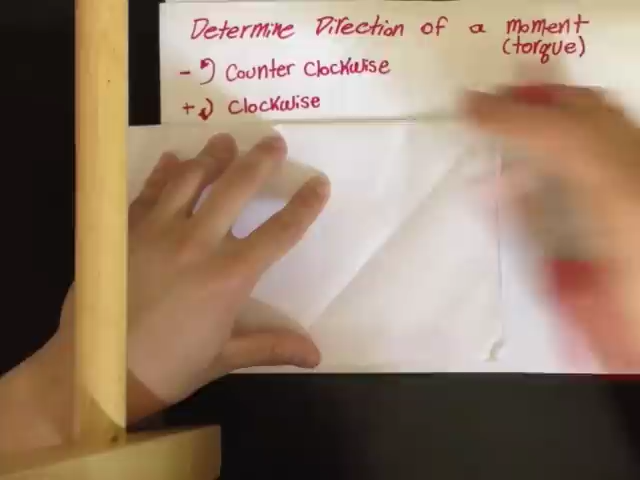 Determine Direction of a moment
(torque)
- Counter Clockwise
+ Clockwise